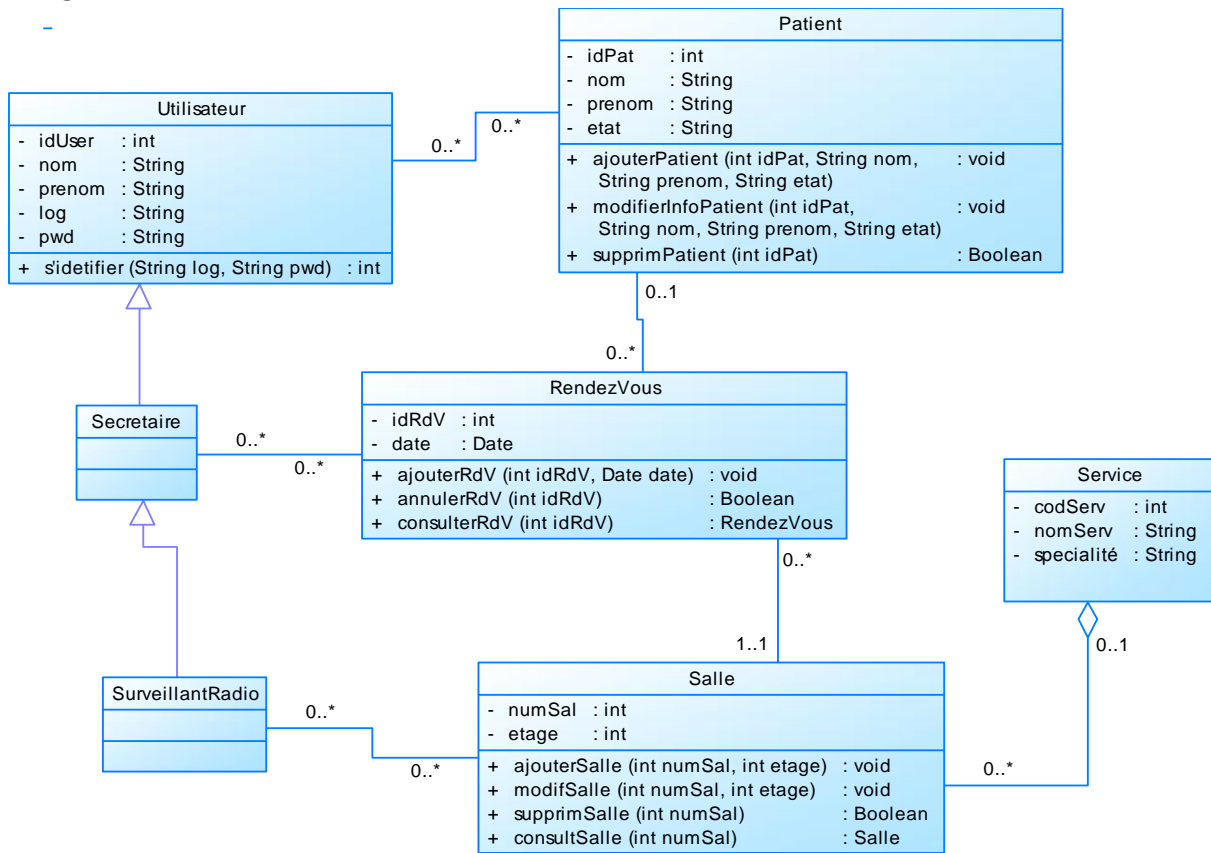 Patient
- idPat : int
- nom : String
- prenom : String
- etat : String
+ ajouterPatient (int idPat, String nom, : void
String prenom, String etat)
+ modifierInfoPatient (int idPat, : void
String nom, String prenom, String etat)
+ supprimPatient (int idPat) : Boolean
Utilisateur
- idUser : int
- nom : String
- prenom : String
- log : String
- pwd : String
+ s'idetifier (String log, String pwd) : int
0..*
0..*
0..1
0..*
RendezVous
- idRdV : int
- date : Date
+ ajouterRdV (int idRdV, Date date) : void
+ annulerRdV (int idRdV) : Boolean
+ consulterRdV (int idRdV) : RendezVous
Secretaire
0..*
0..*
Service
- codServ : int
- nomServ : String
- specialité : String
0..*
1..1
0..1
SurveillantRadio
0..*
0..*
Salle
- numSal : int
- etage : int
+ ajouterSalle (int numSal, int etage) : void
+ modifSalle (int numSal, int etage) : void
+ supprimSalle (int numSal) : Boolean
+ consultSalle (int numSal) : Salle
0..*